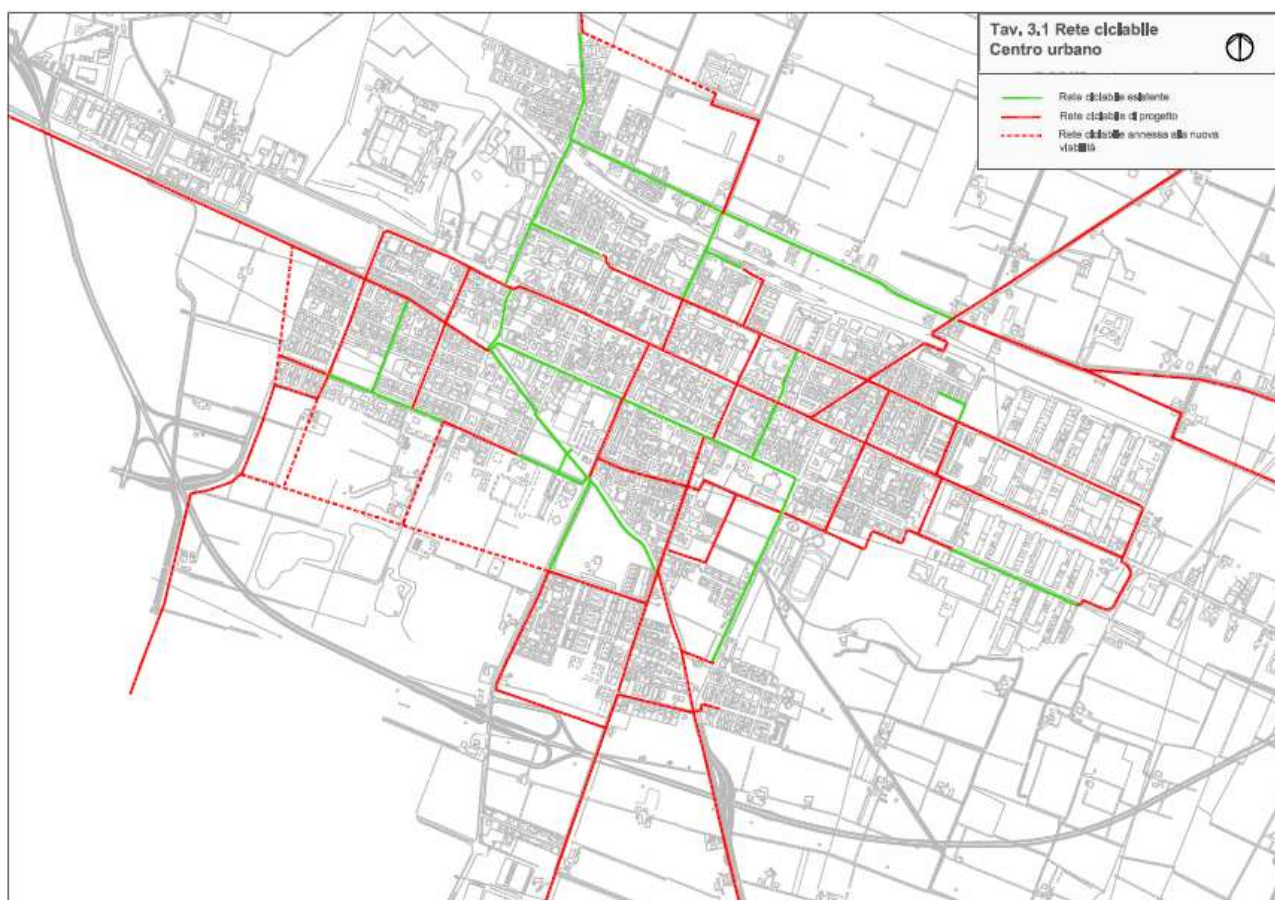 Tav. 3.1 Rete ciclabile
Centro urbano
Rete ciclabile esistente
Rete ciclabile di progetto
Rete ciclabile annessa alla nuova
viabilità